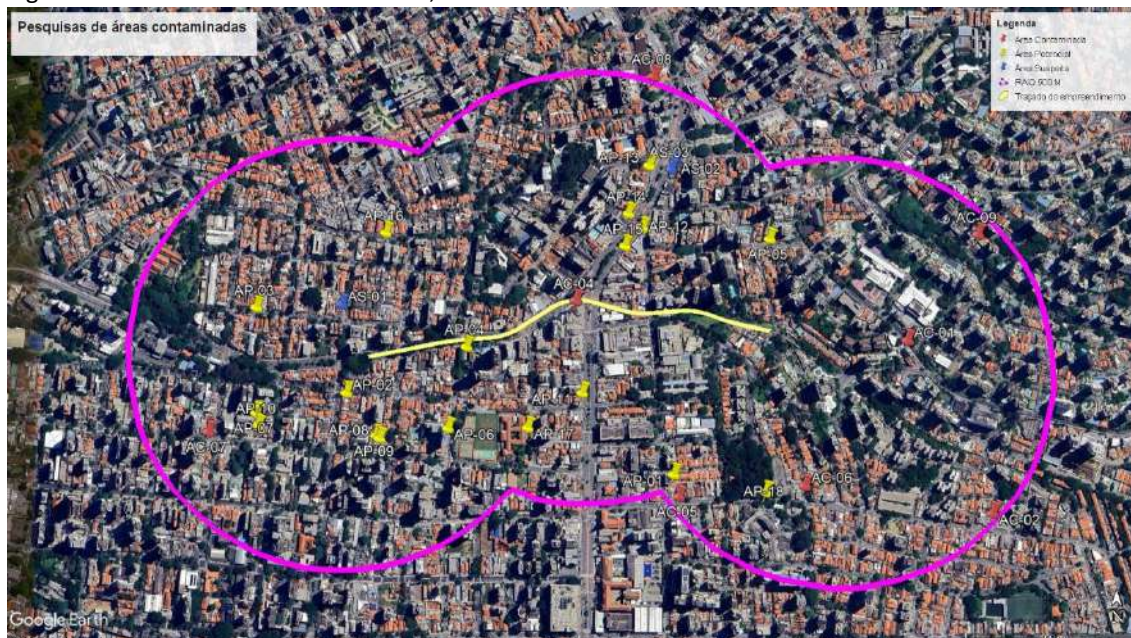 Pesquisas de áreas contaminadas
Legenda
Área Contaminada
Área Potencial
Área Suspeita
RAIO 500 M
Traçado do empreendimento
AC-08
AP-13
AS-02
AP-16
AP-15
AP-12
AP-05
AC-09
AP-03
AS-01
AC-04
AP-04
AC-01
AP-02
AP-10
AP-07
AC-07
AP-08
AP-09
AP-06
AP-17
AP-01
AC-05
AP-18
AC-06
AC-02
Google Earth
N